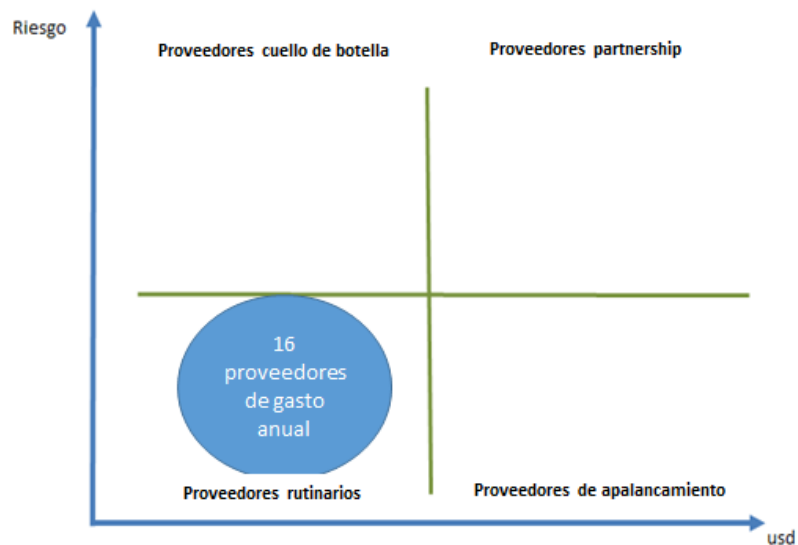 Riesgo
Proveedores cuello de botella
Proveedores partnership
16
proveedores
de gasto
anual
Proveedores rutinarios
Proveedores de apalancamiento
usd